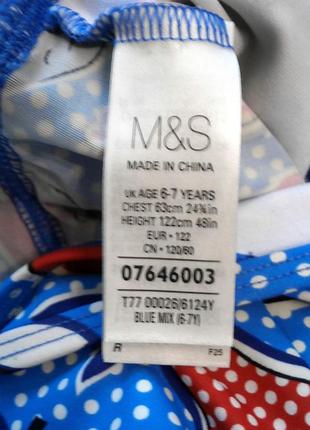 M&S
MADE IN CHINA
UK AGE 6-7 YEARS
CHEST 63cm 24¾in
HEIGHT 122cm 48in
EUR • 122
CN • 120/60
07646003
T77 00026/6124Y
BLUE MIX (6-7Y)
R F25